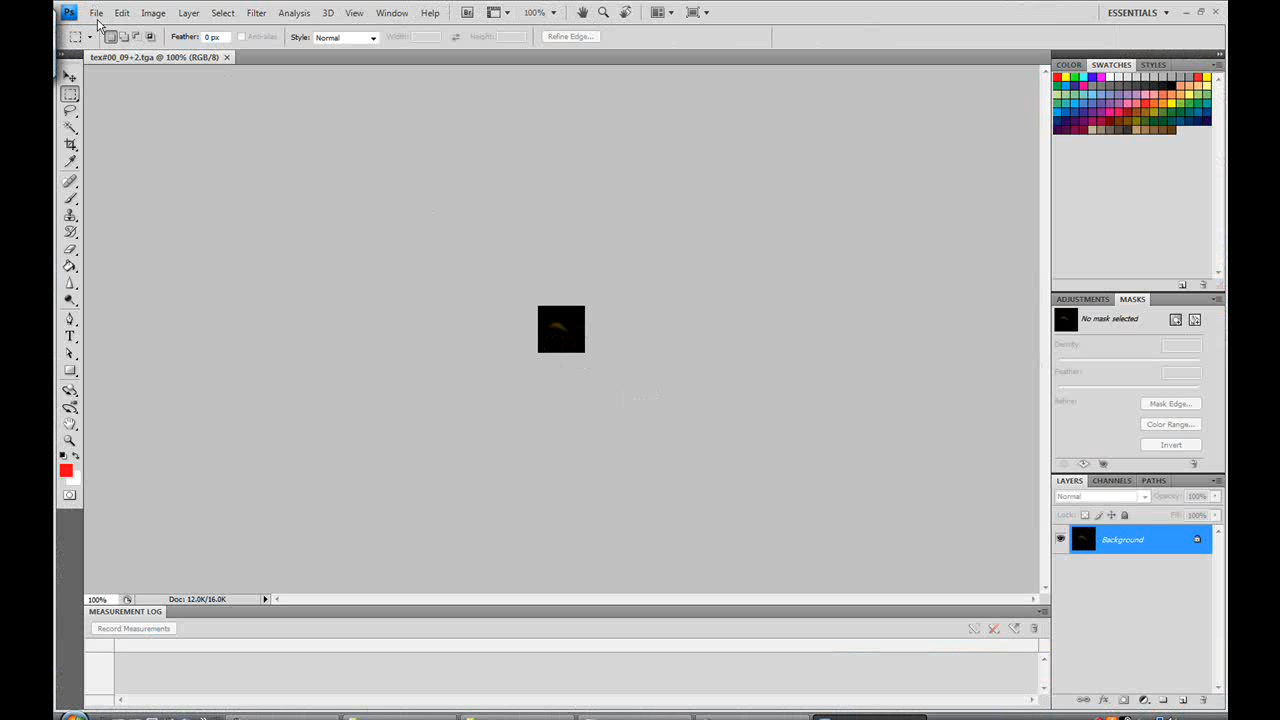 Ps File Edit Image Layer Select Filter Analysis 3D View Window Help Br 100% ESSENTIALS
Feather: 0 px Anti-alias Style: Normal Width: Height: Refine Edge...
tex#00_09+2.tga @ 100% (RGB/8)
COLOR SWATCHES STYLES
ADJUSTMENTS MASKS
No mask selected
Density:
Feather:
Refine: Mask Edge...
Color Range...
Invert
LAYERS CHANNELS PATHS
Normal Opacity: 100%
Lock: Fill: 100%
Background
T
100% Doc: 12.0K/16.0K
MEASUREMENT LOG
Record Measurements